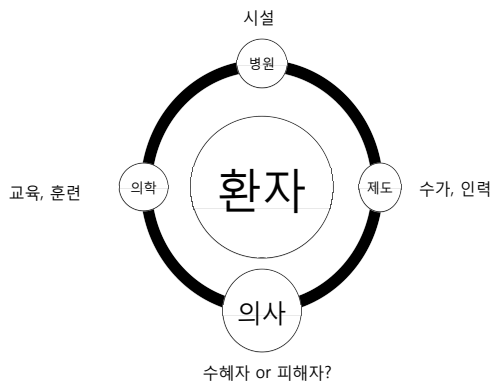 시설
병원
환자
교육, 훈련
의학
제도
수가, 인력
의사
수혜자 or 피해자?